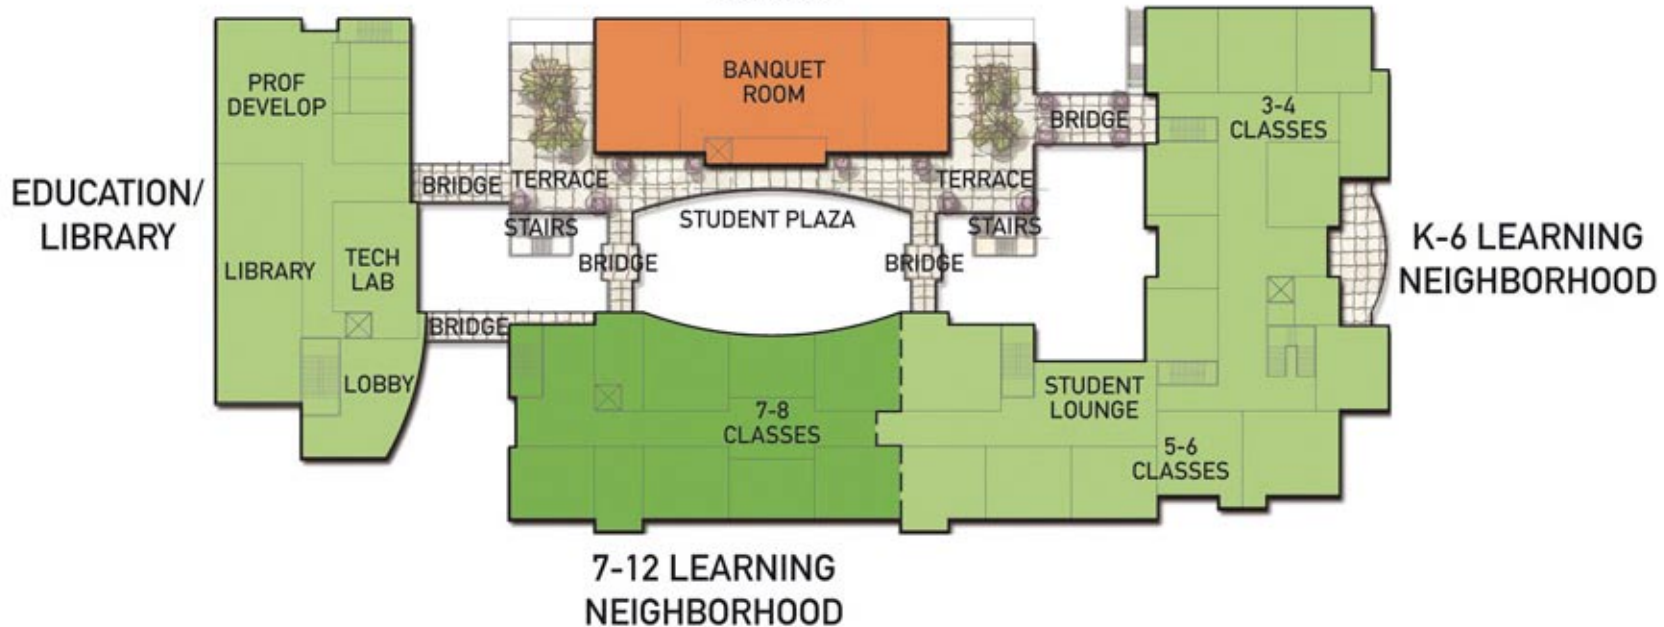 PROF
DEVELOP
BANQUET
ROOM
BRIDGE
3-4
CLASSES
EDUCATION/
LIBRARY
BRIDGE
TERRACE
TERRACE
STAIRS
STUDENT PLAZA
STAIRS
K-6 LEARNING
NEIGHBORHOOD
LIBRARY
TECH
LAB
BRIDGE
BRIDGE
BRIDGE
LOBBY
STUDENT
LOUNGE
7-8
CLASSES
5-6
CLASSES
7-12 LEARNING
NEIGHBORHOOD